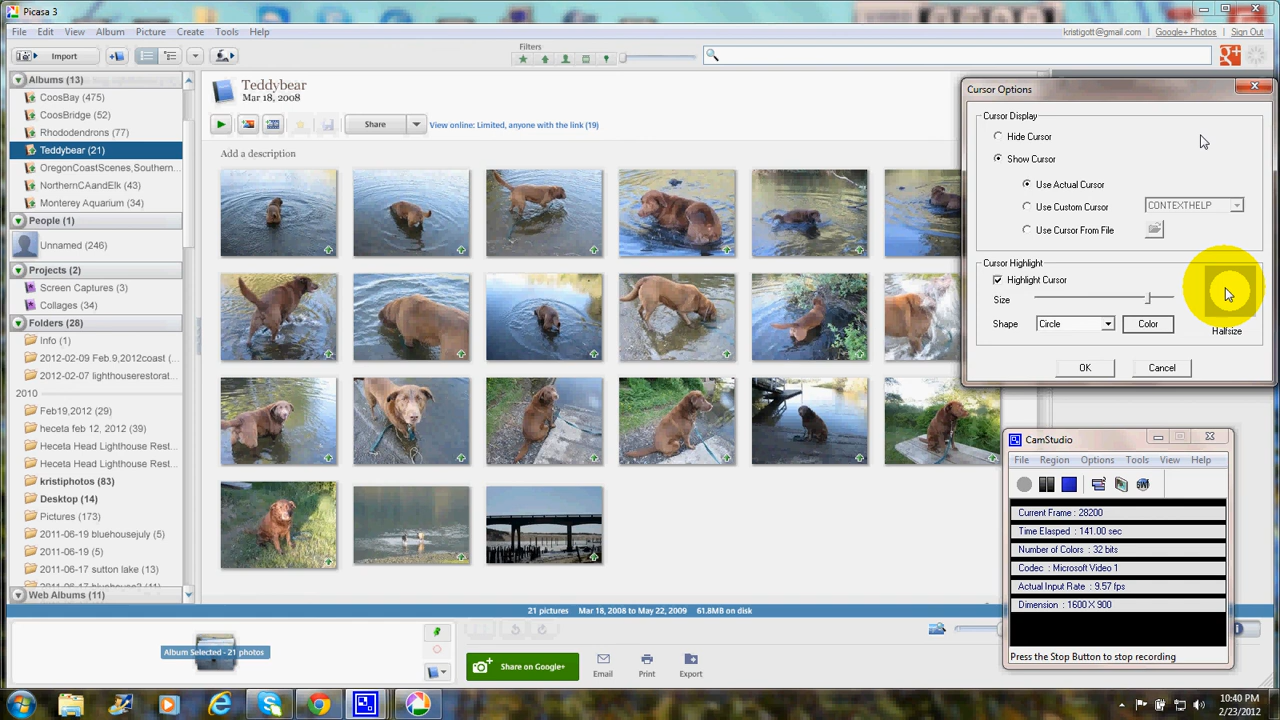 Picasa 3
File Edit View Album Picture Create Tools Help
kristigott@gmail.com | Google+ Photos | Sign Out
Import
Filters
Albums (13)
CoosBay (475)
CoosBridge (52)
Rhododendrons (77)
Teddybear (21)
OregonCoastScenes,Southern...
NorthernCAandElk (43)
Monterey Aquarium (34)
People (1)
Unnamed (246)
Projects (2)
Screen Captures (3)
Collages (34)
Folders (28)
Info (1)
2012-02-09 Feb.9,2012coast (...
2012-02-07 lighthouserestorat...
2010
Feb19,2012 (29)
heceta feb 12, 2012 (39)
Heceta Head Lighthouse Rest...
Heceta Head Lighthouse Rest...
kristiphotos (83)
Desktop (14)
Pictures (173)
2011-06-19 bluehousejuly (5)
2011-06-19 (5)
2011-06-17 sutton lake (13)
Web Albums (11)
Teddybear
Mar 18, 2008
Share
View online: Limited, anyone with the link (19)
Add a description
Cursor Options
Cursor Display
Hide Cursor
Show Cursor
Use Actual Cursor
Use Custom Cursor
CONTEXTHELP
Use Cursor From File
Cursor Highlight
Highlight Cursor
Size
Shape
Circle
Color
Halfsize
OK
Cancel
CamStudio
File Region Options Tools View Help
Current Frame : 28200
Time Elasped : 141.00 sec
Number of Colors : 32 bits
Codec : Microsoft Video 1
Actual Input Rate : 9.57 fps
Dimension : 1600 X 900
Press the Stop Button to stop recording
21 pictures Mar 18, 2008 to May 22, 2009 61.8MB on disk
Album Selected - 21 photos
Share on Google+
Email
Print
Export
10:40 PM
2/23/2012